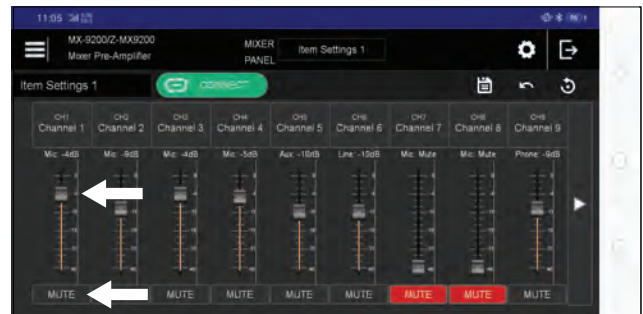 11:05
MX-9200/Z-MX9200
Mixer Pre-Amplifier
MIXER
PANEL
Item Settings 1
Item Settings 1
CONNECT
CH1 CH2 CH3 CH4 CH5 CH6 CH7 CH8 CH9
Channel 1 Channel 2 Channel 3 Channel 4 Channel 5 Channel 6 Channel 7 Channel 8 Channel 9
Mic: -4dB Mic: -9dB Mic: -4dB Mic: -5dB Aux: -10dB Line: -10dB Mic: Mute Mic: Mute Phone: -9dB
MUTE MUTE MUTE MUTE MUTE MUTE MUTE MUTE